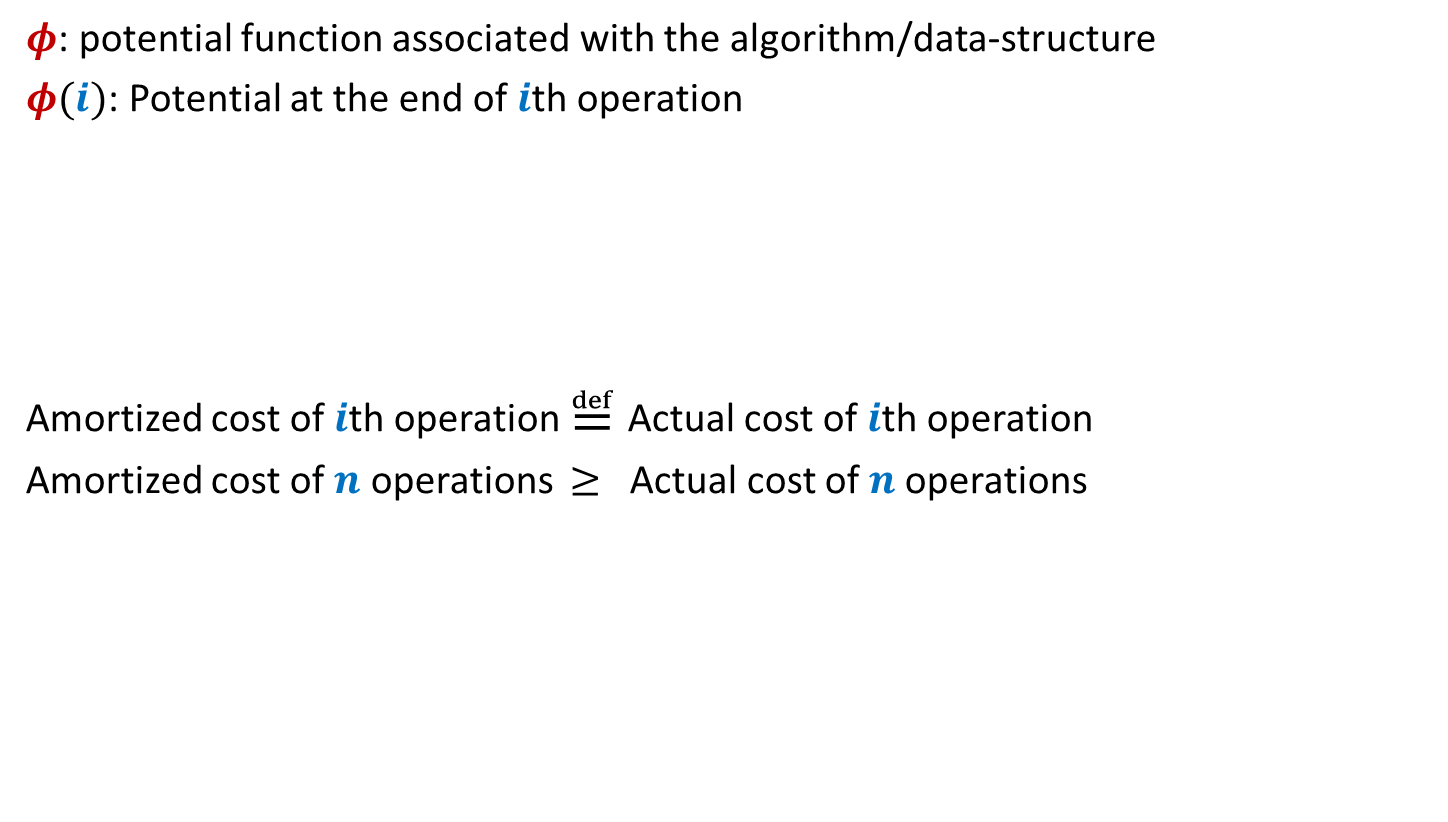 ϕ: potential function associated with the algorithm/data-structure
ϕ(i): Potential at the end of ith operation
Amortized cost of ith operation ≝ Actual cost of ith operation
Amortized cost of n operations ≥ Actual cost of n operations